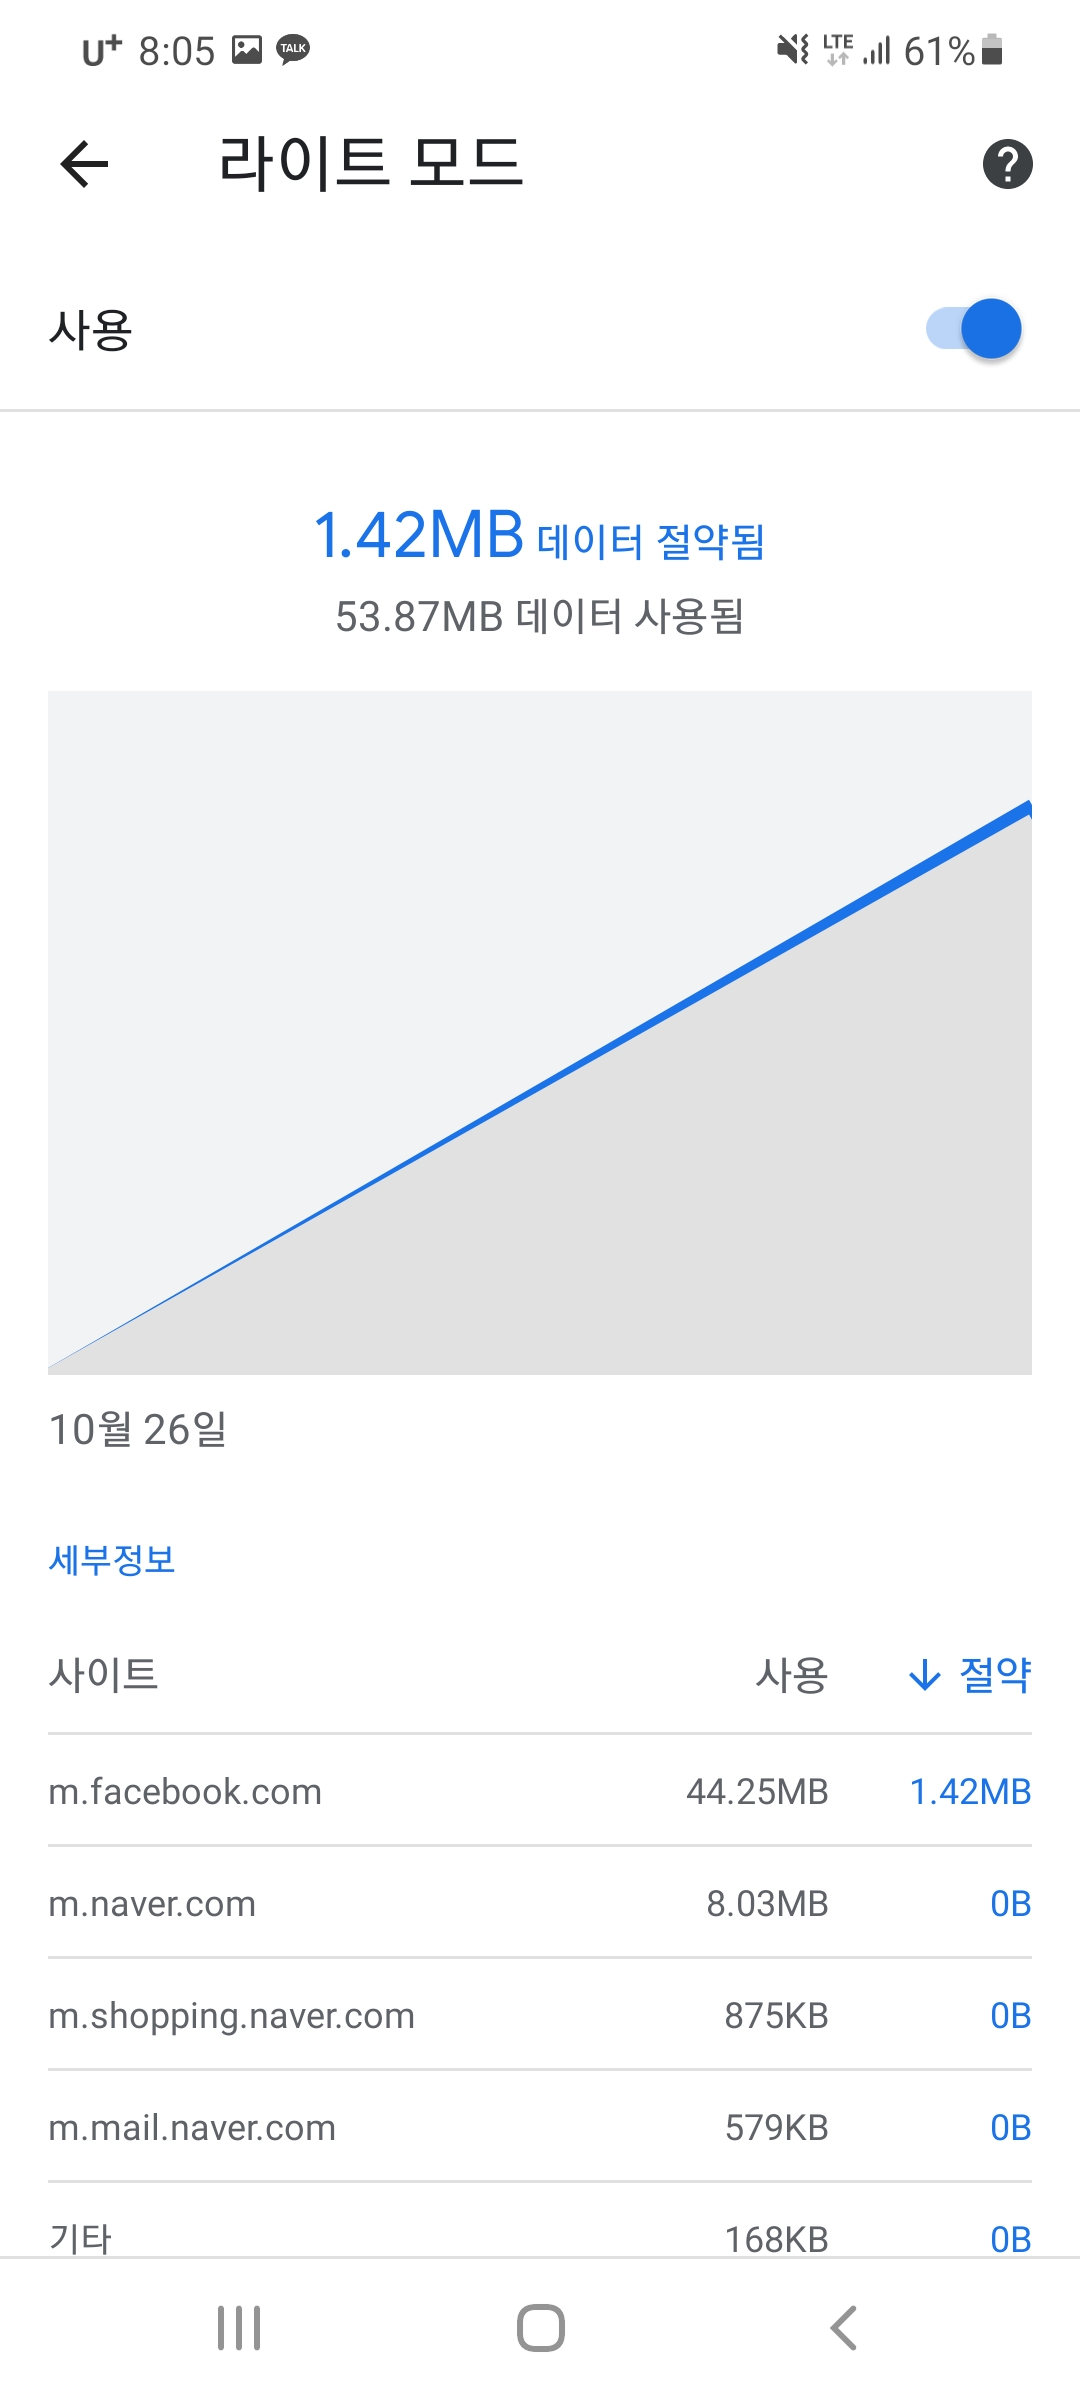 U+ 8:05 TALK LTE 61%
라이트 모드
사용
1.42MB 데이터 절약됨
53.87MB 데이터 사용됨
10월 26일
세부정보
사이트 사용 절약
m.facebook.com 44.25MB 1.42MB
m.naver.com 8.03MB 0B
m.shopping.naver.com 875KB 0B
m.mail.naver.com 579KB 0B
기타 168KB 0B